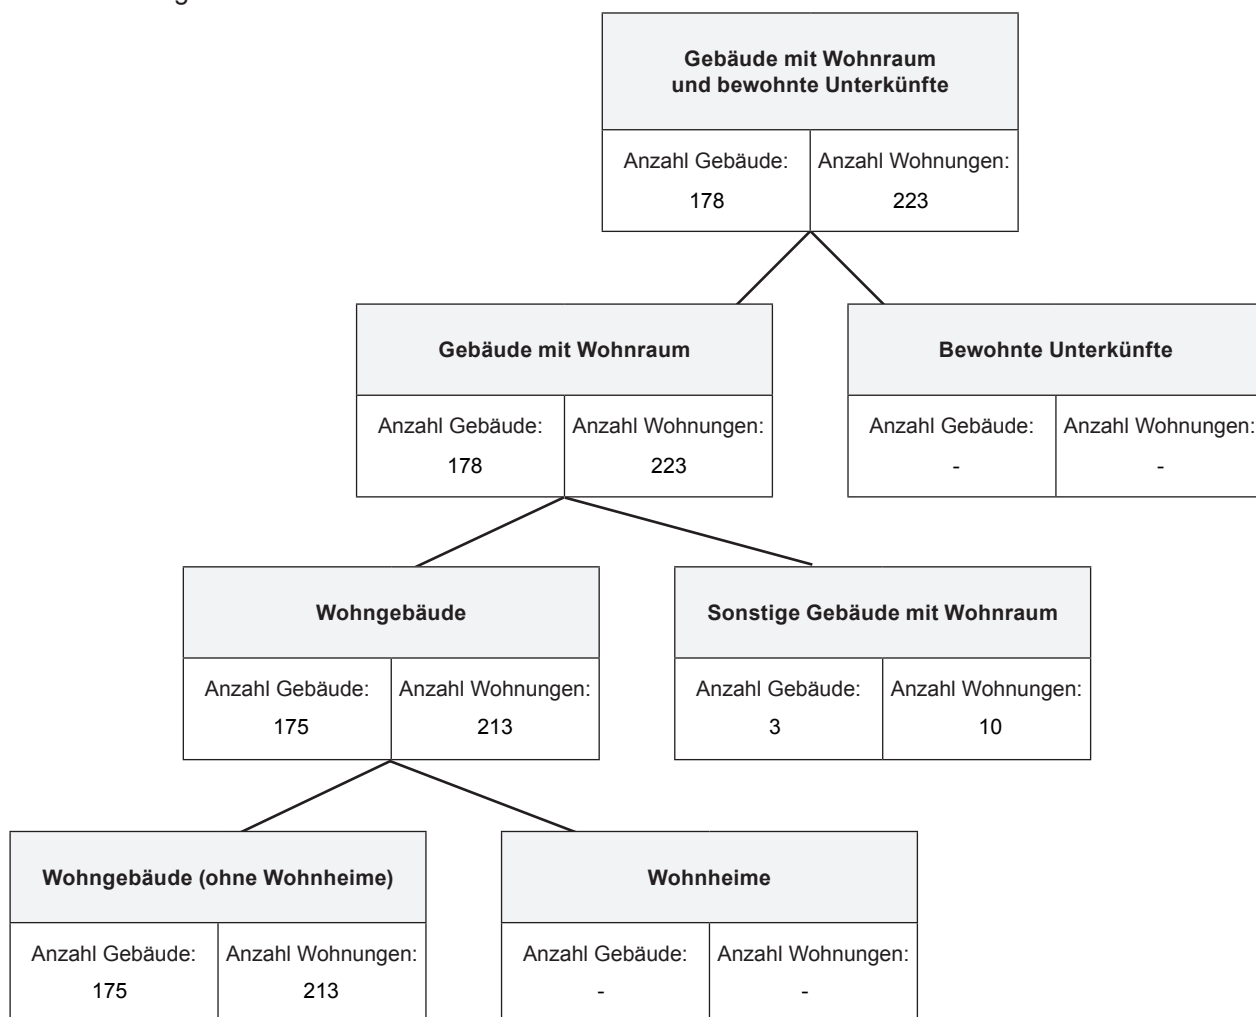 Gebäude mit Wohnraum
und bewohnte Unterkünfte
Anzahl Gebäude: Anzahl Wohnungen:
178 223
Gebäude mit Wohnraum
Anzahl Gebäude: Anzahl Wohnungen:
178 223
Bewohnte Unterkünfte
Anzahl Gebäude: Anzahl Wohnungen:
- -
Wohngebäude
Anzahl Gebäude: Anzahl Wohnungen:
175 213
Sonstige Gebäude mit Wohnraum
Anzahl Gebäude: Anzahl Wohnungen:
3 10
Wohngebäude (ohne Wohnheime)
Anzahl Gebäude: Anzahl Wohnungen:
175 213
Wohnheime
Anzahl Gebäude: Anzahl Wohnungen:
- -